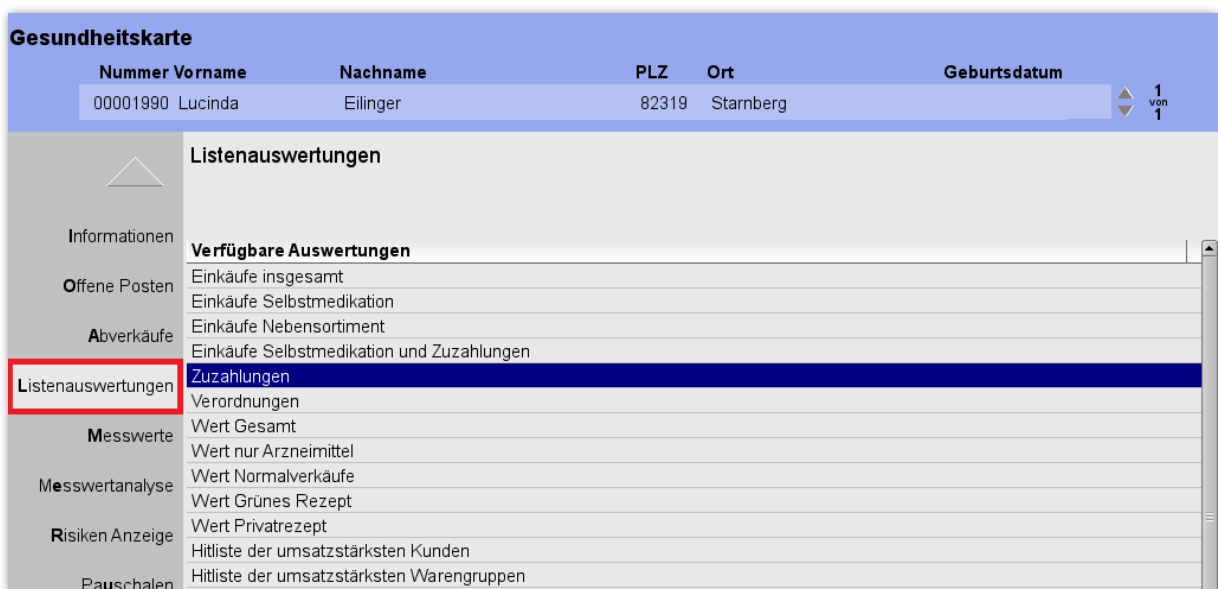 Gesundheitskarte
Nummer Vorname Nachname PLZ Ort Geburtsdatum
00001990 Lucinda Eilinger 82319 Starnberg
1
von
1
Listenauswertungen
Informationen
Offene Posten
Abverkäufe
Listenauswertungen
Messwerte
Messwertanalyse
Risiken Anzeige
Pauschalen
Verfügbare Auswertungen
Einkäufe insgesamt
Einkäufe Selbstmedikation
Einkäufe Nebensortiment
Einkäufe Selbstmedikation und Zuzahlungen
Zuzahlungen
Verordnungen
Wert Gesamt
Wert nur Arzneimittel
Wert Normalverkäufe
Wert Grünes Rezept
Wert Privatrezept
Hitliste der umsatzstärksten Kunden
Hitliste der umsatzstärksten Warengruppen